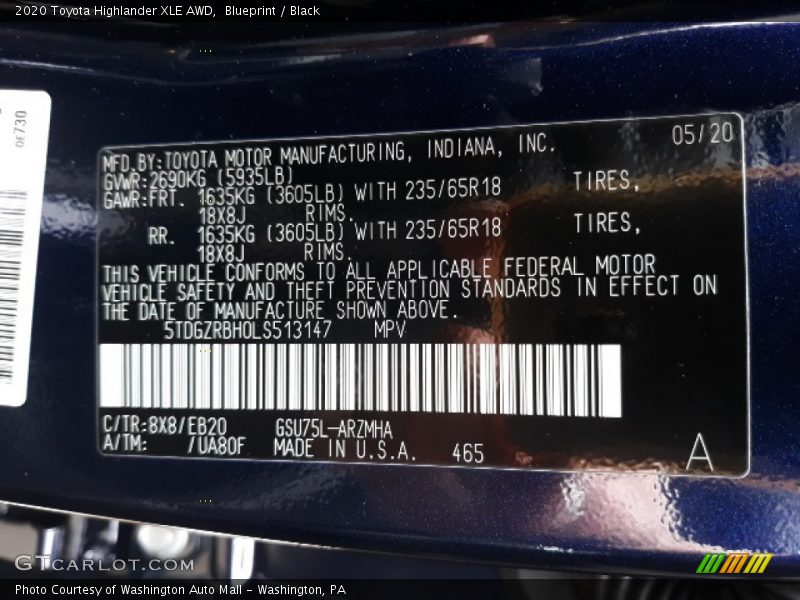 2020 Toyota Highlander XLE AWD, Blueprint / Black
0E730
05/20
MFD. BY:TOYOTA MOTOR MANUFACTURING, INDIANA, INC.
GVWR:2690KG (5935LB)
GAWR:FRT. 1635KG (3605LB) WITH 235/65R18 TIRES,
18X8J RIMS.
RR. 1635KG (3605LB) WITH 235/65R18 TIRES,
18X8J RIMS.
THIS VEHICLE CONFORMS TO ALL APPLICABLE FEDERAL MOTOR
VEHICLE SAFETY AND THEFT PREVENTION STANDARDS IN EFFECT ON
THE DATE OF MANUFACTURE SHOWN ABOVE.
5TDGZRBH0LS513147 MPV
C/TR:8X8/EB20 GSU75L-ARZMHA
A/TM: /UA80F MADE IN U.S.A. 465
A
GTCARLOT.COM
Photo Courtesy of Washington Auto Mall - Washington, PA